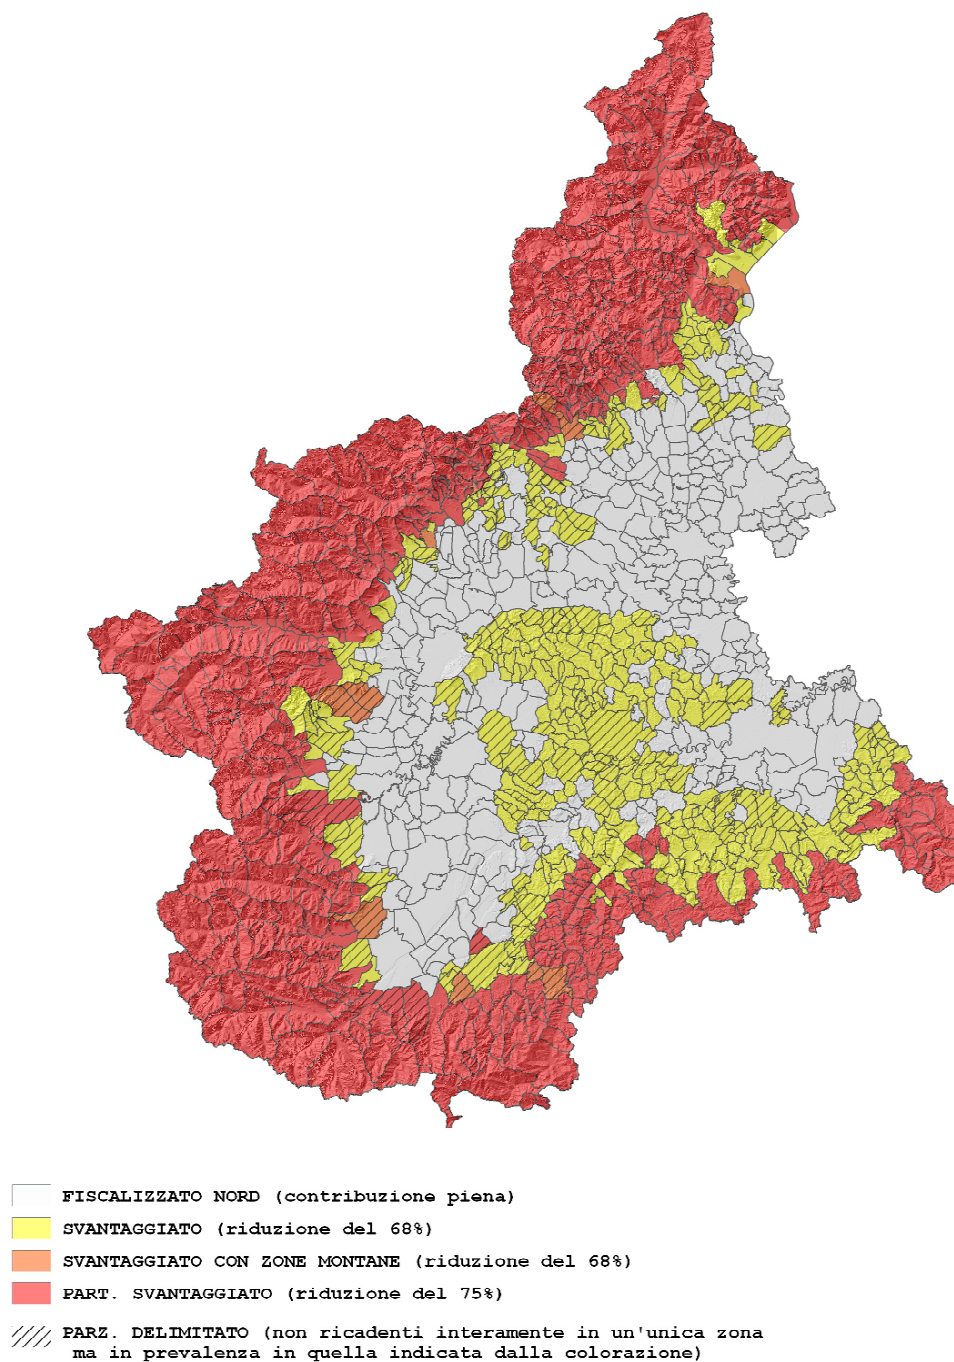 FISCALIZZATO NORD (contribuzione piena)
SVANTAGGIATO (riduzione del 68%)
SVANTAGGIATO CON ZONE MONTANE (riduzione del 68%)
PART. SVANTAGGIATO (riduzione del 75%)
PARZ. DELIMITATO (non ricadenti interamente in un'unica zona
ma in prevalenza in quella indicata dalla colorazione)